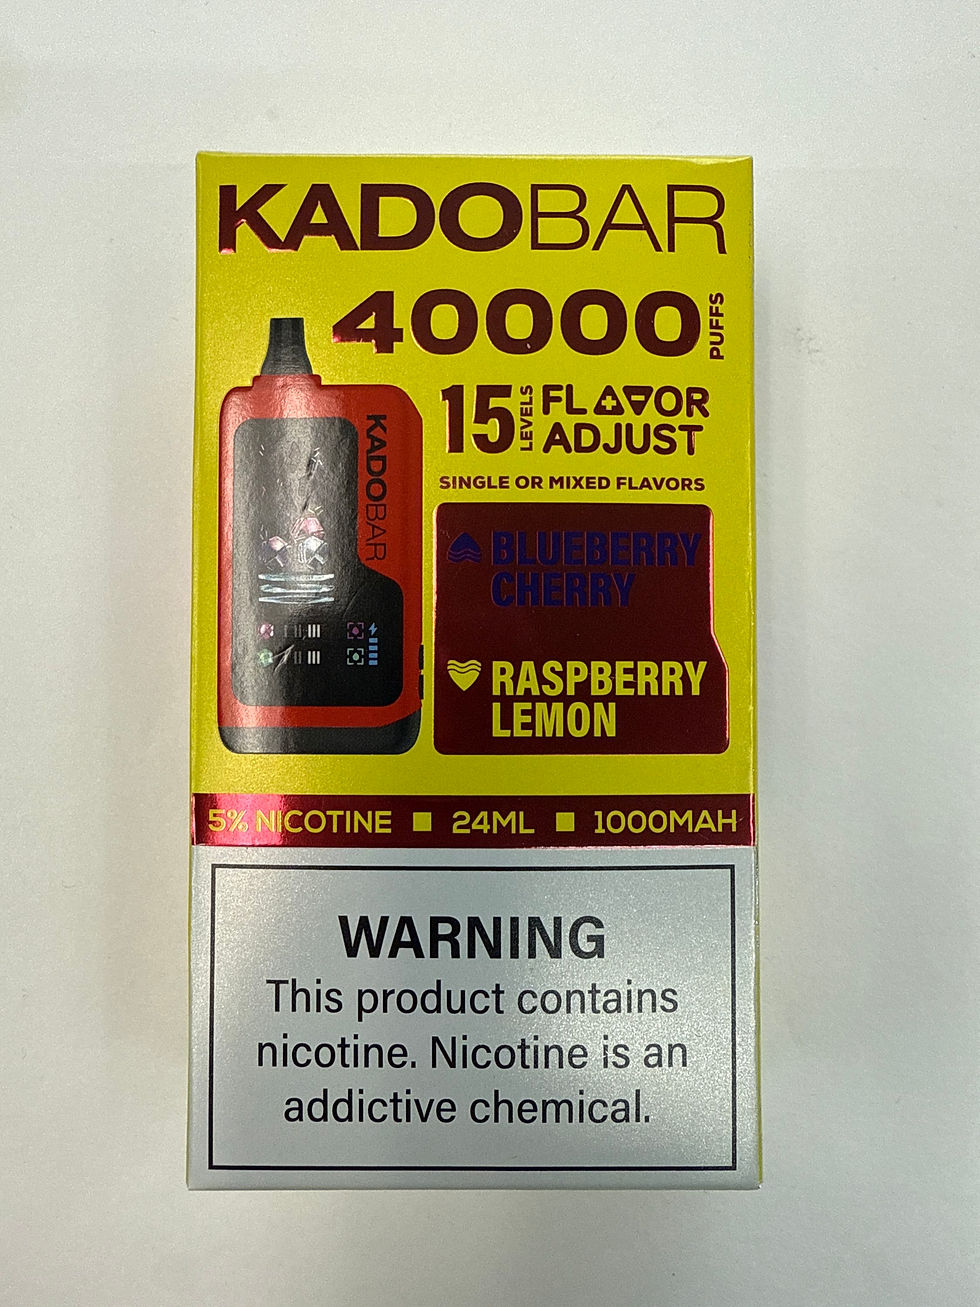 KADOBAR
40000 PUFFS
15 LEVELS FLAVOR
ADJUST
SINGLE OR MIXED FLAVORS
KADOBAR
BLUEBERRY
CHERRY
RASPBERRY
LEMON
5% NICOTINE ■ 24ML ■ 1000MAH
WARNING
This product contains
nicotine. Nicotine is an
addictive chemical.